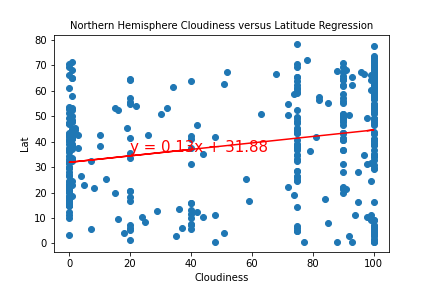 Northern Hemisphere Cloudiness versus Latitude Regression
80
70
60
50
40
30
20
10
0
Lat
y = 0.13x + 31.88
0 20 40 60 80 100
Cloudiness